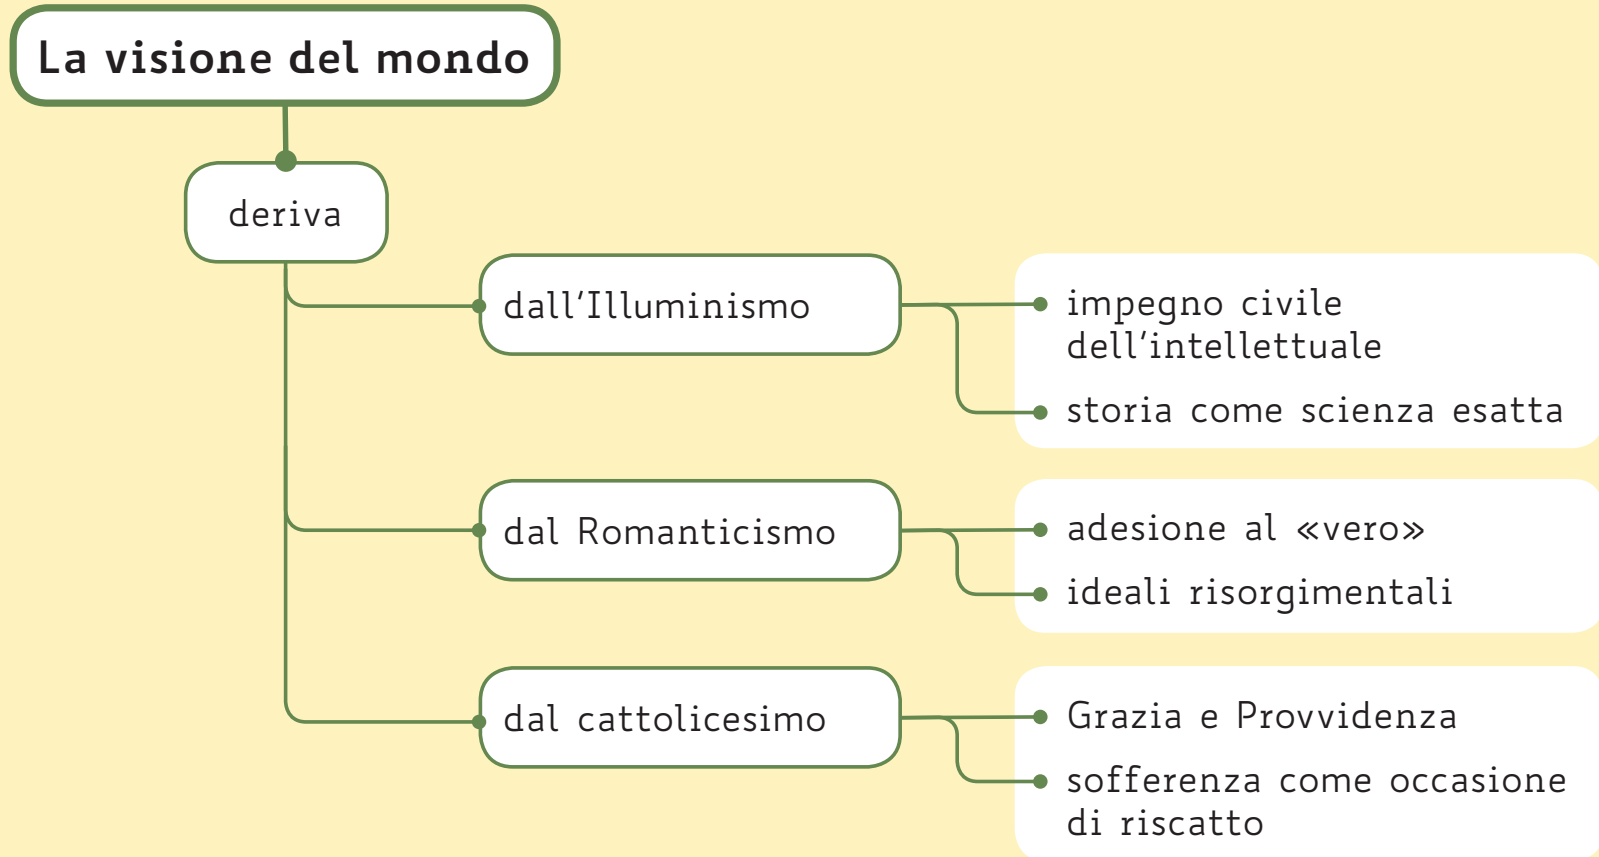 La visione del mondo
deriva
dall'Illuminismo
impegno civile
dell'intellettuale
storia come scienza esatta
dal Romanticismo
adesione al «vero»
ideali risorgimentali
dal cattolicesimo
Grazia e Provvidenza
sofferenza come occasione
di riscatto